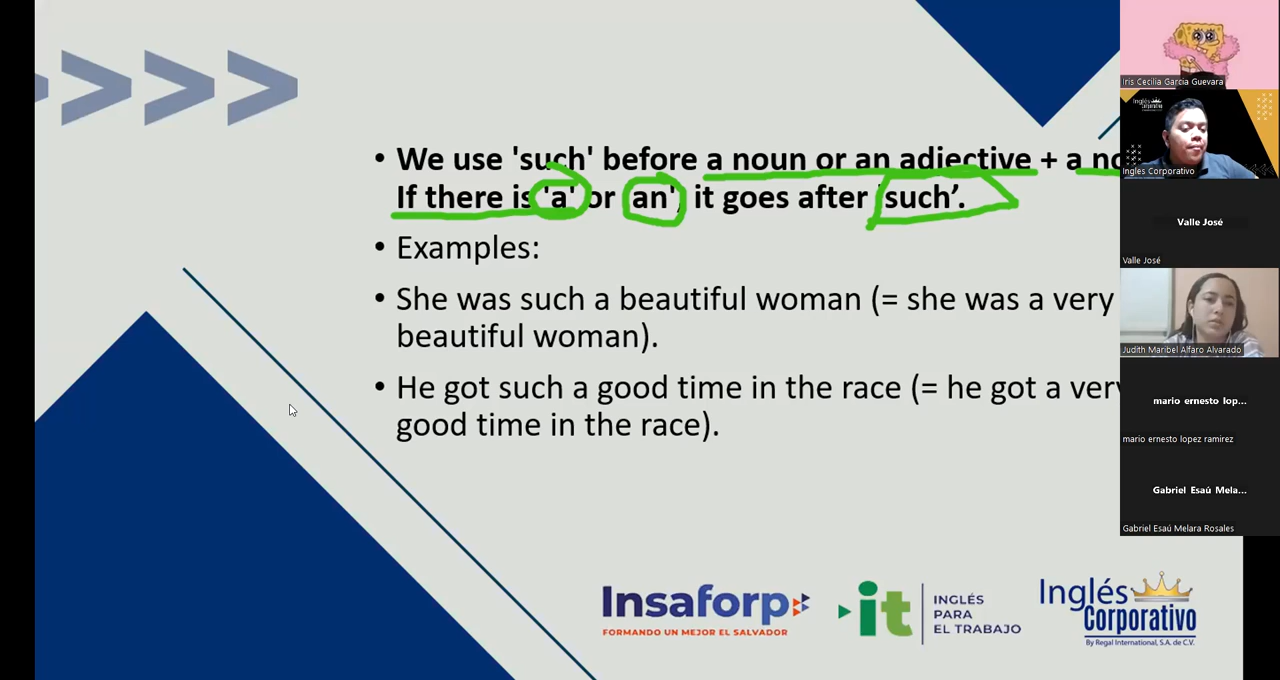 • We use 'such' before a noun or an adjective + a no
If there is 'a' or 'an', it goes after 'such’.
• Examples:
• She was such a beautiful woman (= she was a very
beautiful woman).
• He got such a good time in the race (= he got a very
good time in the race).
Insaforp
FORMANDO UN MEJOR EL SALVADOR
it
INGLÉS
PARA
EL TRABAJO
Inglés
Corporativo
By Regal International, S.A. de C.V.
Iris Cecilia Garcia Guevara
Inglés
Corporativo
Ingles Corporativo
Valle José
Valle José
Judith Maribel Alfaro Alvarado
mario ernesto lop...
mario ernesto lopez ramirez
Gabriel Esaú Mela...
Gabriel Esaú Melara Rosales